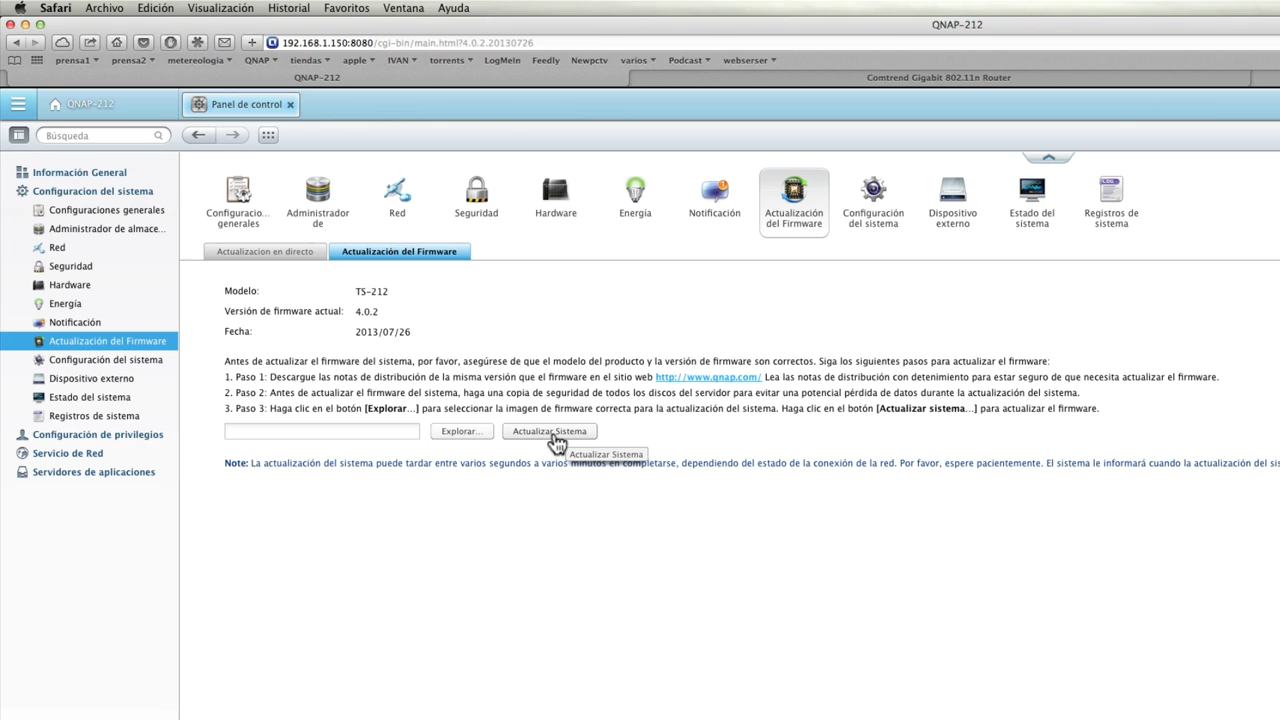 Safari Archivo Edición Visualización Historial Favoritos Ventana Ayuda
QNAP-212
192.168.1.150:8080/cgi-bin/main.html?4.0.2.20130726
prensa1 prensa2 metereologia QNAP tiendas apple IVAN torrents LogMeIn Feedly Newpctv varios Podcast webserser
QNAP-212 Comtrend Gigabit 802.11n Router
QNAP-212 Panel de control
Búsqueda
Información General
Configuracion del sistema
Configuraciones generales
Administrador de almace...
Red
Seguridad
Hardware
Energía
Notificación
Actualización del Firmware
Configuración del sistema
Dispositivo externo
Estado del sistema
Registros de sistema
Configuración de privilegios
Servicio de Red
Servidores de aplicaciones
Configuracio... generales
Administrador de
Red
Seguridad
Hardware
Energía
Notificación
Actualización del Firmware
Configuración del sistema
Dispositivo externo
Estado del sistema
Registros de sistema
Actualizacion en directo Actualización del Firmware
Modelo: TS-212
Versión de firmware actual: 4.0.2
Fecha: 2013/07/26
Antes de actualizar el firmware del sistema, por favor, asegúrese de que el modelo del producto y la versión de firmware son correctos. Siga los siguientes pasos para actualizar el firmware:
1. Paso 1: Descargue las notas de distribución de la misma versión que el firmware en el sitio web http://www.qnap.com/ Lea las notas de distribución con detenimiento para estar seguro de que necesita actualizar el firmware.
2. Paso 2: Antes de actualizar el firmware del sistema, haga una copia de seguridad de todos los discos del servidor para evitar una potencial pérdida de datos durante la actualización del sistema.
3. Paso 3: Haga clic en el botón [Explorar...] para seleccionar la imagen de firmware correcta para la actualización del sistema. Haga clic en el botón [Actualizar sistema...] para actualizar el firmware.
Explorar... Actualizar Sistema
Actualizar Sistema
Note: La actualización del sistema puede tardar entre varios segundos a varios minutos en completarse, dependiendo del estado de la conexión de la red. Por favor, espere pacientemente. El sistema le informará cuando la actualización del sis